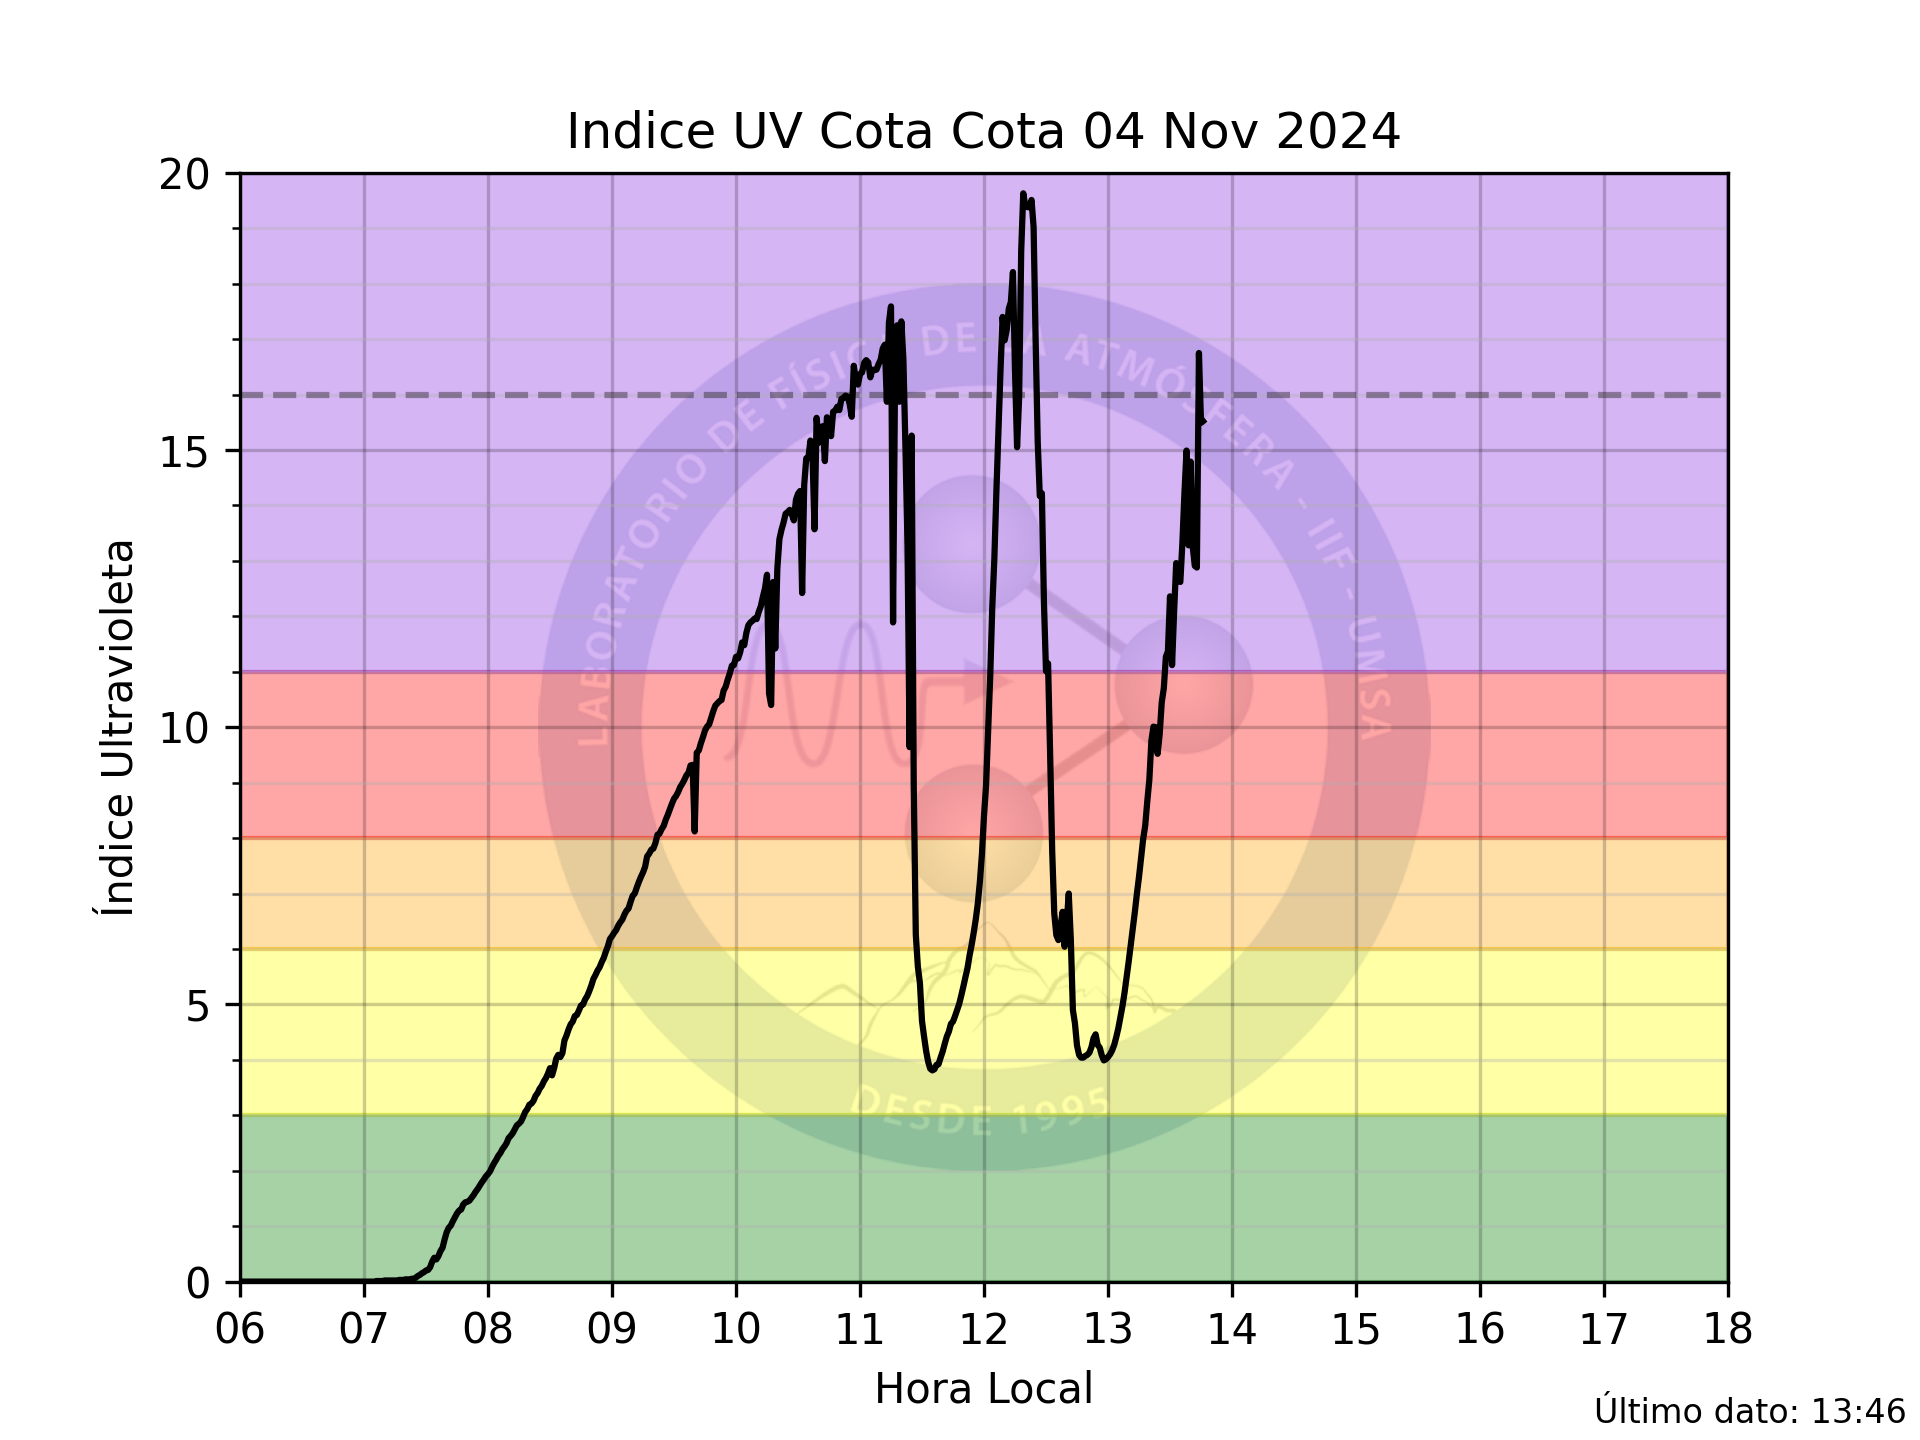 Indice UV Cota Cota 04 Nov 2024
20
15
10
5
0
Índice Ultravioleta
LABORATORIO DE FÍSICA DE LA ATMÓSFERA - IIF - UMSA
DESDE 1995
06 07 08 09 10 11 12 13 14 15 16 17 18
Hora Local
Último dato: 13:46